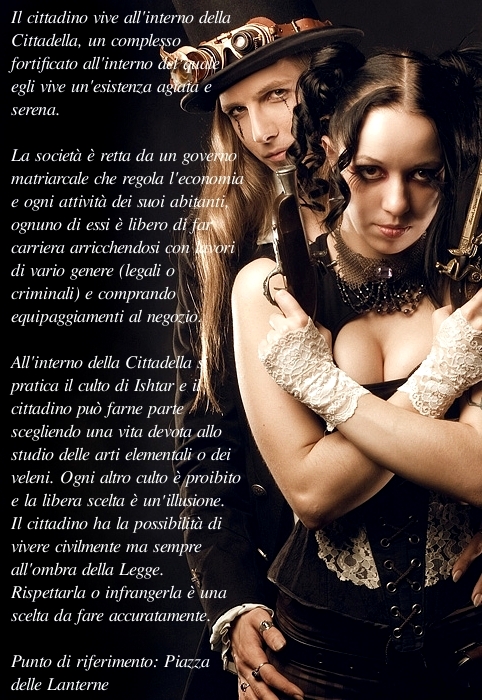 Il cittadino vive all'interno della
Cittadella, un complesso
fortificato all'interno del quale
egli vive un'esistenza agiata e
serena.
La società è retta da un governo
matriarcale che regola l'economia
e ogni attività dei suoi abitanti,
ognuno di essi è libero di far
carriera arricchendosi con lavori
di vario genere (legali o
criminali) e comprando
equipaggiamenti al negozio.
All'interno della Cittadella si
pratica il culto di Ishtar e il
cittadino può farne parte
scegliendo una vita devota allo
studio delle arti elementali o dei
veleni. Ogni altro culto è proibito
e la libera scelta è un'illusione.
Il cittadino ha la possibilità di
vivere civilmente ma sempre
all'ombra della Legge.
Rispettarla o infrangerla è una
scelta da fare accuratamente.
Punto di riferimento: Piazza
delle Lanterne